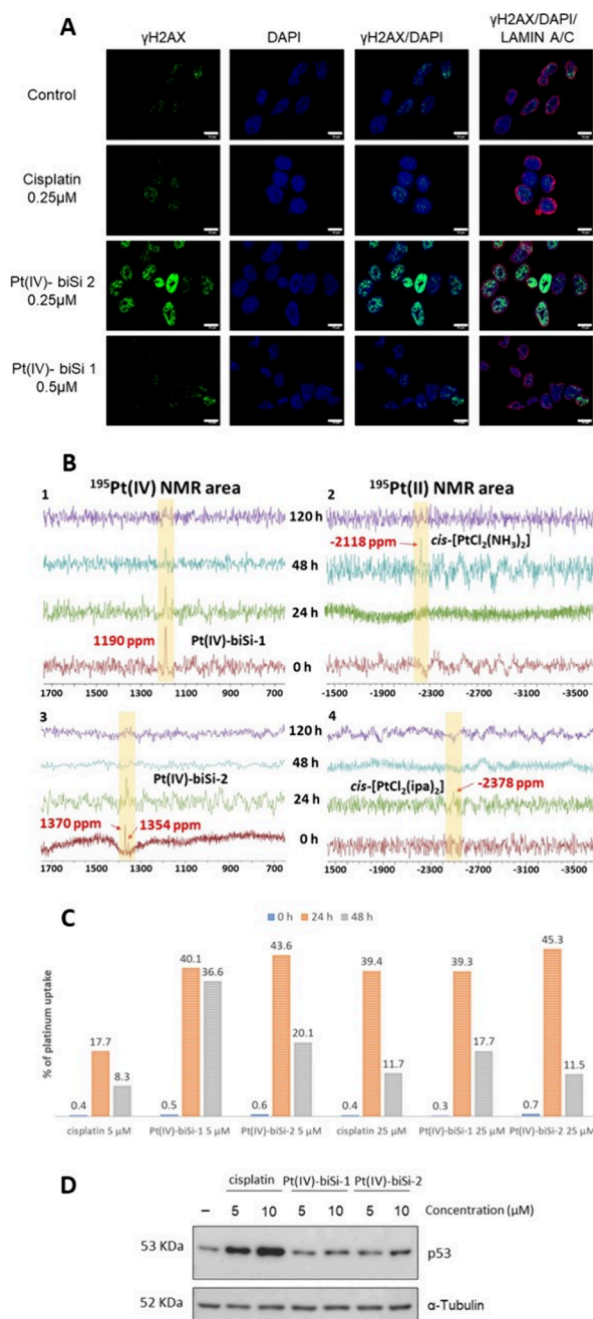 A
γH2AX
DAPI
γH2AX/DAPI
γH2AX/DAPI/
LAMIN A/C
Control
Cisplatin
0.25μM
Pt(IV)- biSi 2
0.25μM
Pt(IV)- biSi 1
0.5μM
B
195Pt(IV) NMR area
195Pt(II) NMR area
1
120 h
48 h
24 h
0 h
1190 ppm
Pt(IV)-biSi-1
1700 1500 1300 1100 900 700
2
-2118 ppm
cis-[PtCl2(NH3)2]
-1500 -1900 -2300 -2700 -3100 -3500
3
120 h
48 h
24 h
0 h
Pt(IV)-biSi-2
1370 ppm
1354 ppm
1700 1500 1300 1100 900 700
4
cis-[PtCl2(ipa)2]
-2378 ppm
-1500 -1900 -2300 -2700 -3100 -3500
C
0 h 24 h 48 h
% of platinum uptake
0.4 17.7 8.3
0.5 40.1 36.6
0.6 43.6 20.1
0.4 39.4 11.7
0.3 39.3 17.7
0.7 45.3 11.5
cisplatin 5 μM Pt(IV)-biSi-1 5 μM Pt(IV)-biSi-2 5 μM cisplatin 25 μM Pt(IV)-biSi-1 25 μM Pt(IV)-biSi-2 25 μM
D
cisplatin Pt(IV)-biSi-1 Pt(IV)-biSi-2
– 5 10 5 10 5 10 Concentration (μM)
53 KDa
p53
52 KDa
α-Tubulin